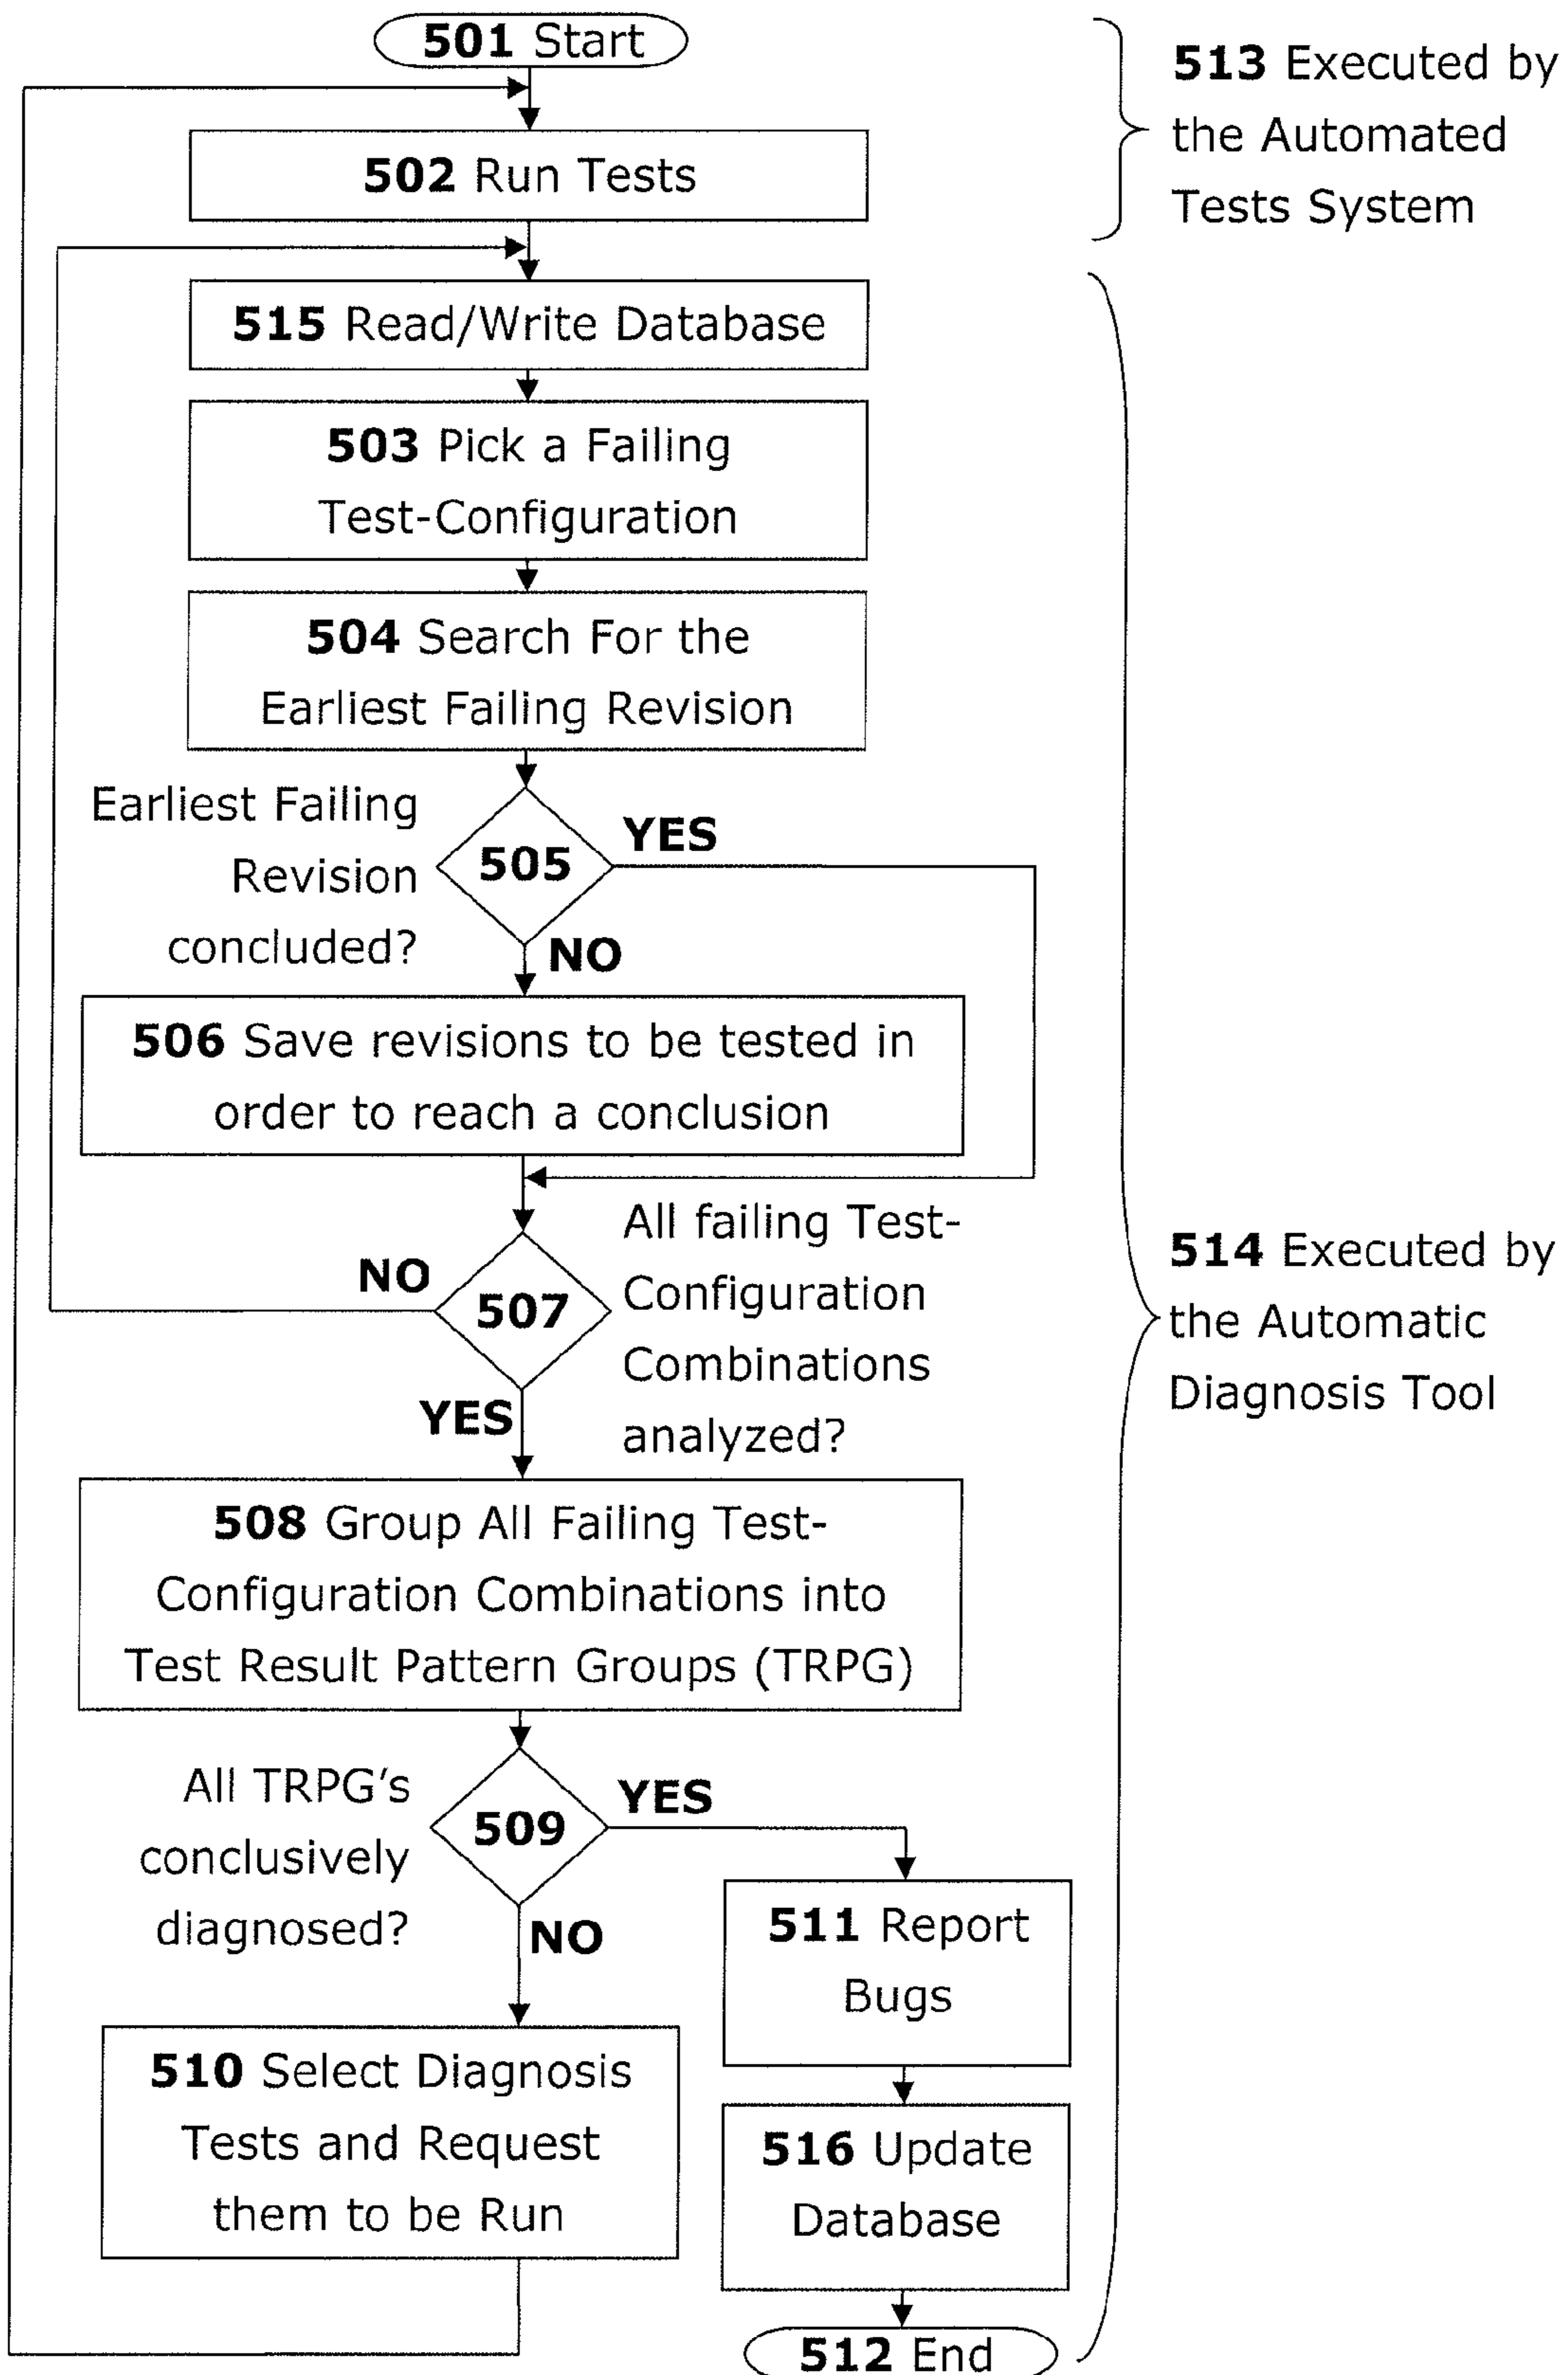 501 Start
513 Executed by
the Automated
Tests System
502 Run Tests
515 Read/Write Database
503 Pick a Failing
Test-Configuration
504 Search For the
Earliest Failing Revision
Earliest Failing
Revision
concluded?
505
YES
NO
506 Save revisions to be tested in
order to reach a conclusion
All failing Test-
Configuration
Combinations
analyzed?
NO
507
YES
514 Executed by
the Automatic
Diagnosis Tool
508 Group All Failing Test-
Configuration Combinations into
Test Result Pattern Groups (TRPG)
All TRPG's
conclusively
diagnosed?
509
YES
NO
511 Report
Bugs
510 Select Diagnosis
Tests and Request
them to be Run
516 Update
Database
512 End